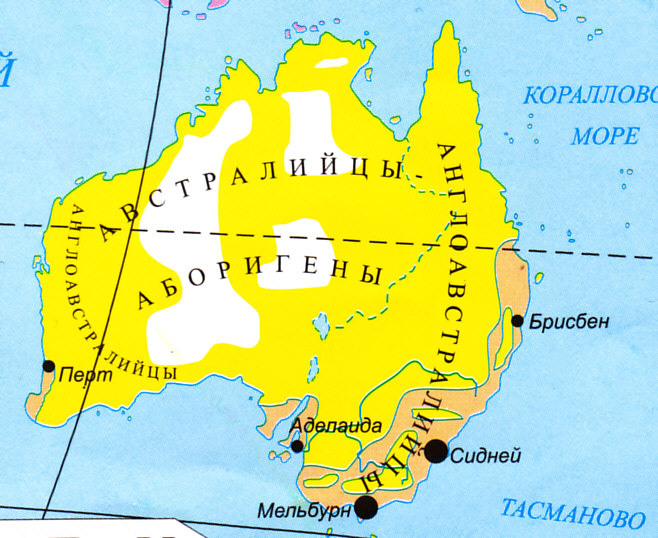 Й
КОРАЛЛОВО
МОРЕ
АВСТРАЛИЙЦЫ-
АБОРИГЕНЫ
АНГЛОАВСТРАЛИЙЦЫ
АНГЛОАВСТРАЛИЙЦЫ
Брисбен
Перт
Аделаида
Сидней
Мельбурн
ТАСМАНОВО